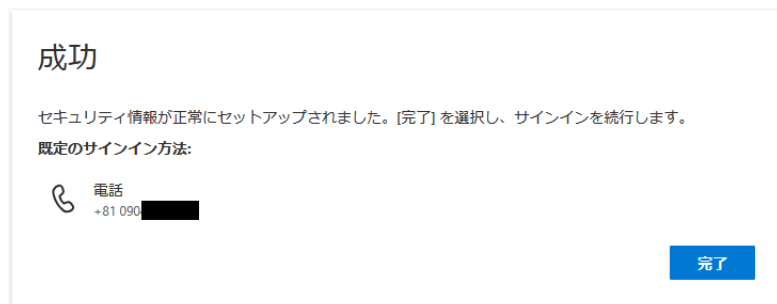 成功
セキュリティ情報が正常にセットアップされました。[完了] を選択し、サインインを続行します。
既定のサインイン方法:
電話
+81 090
完了